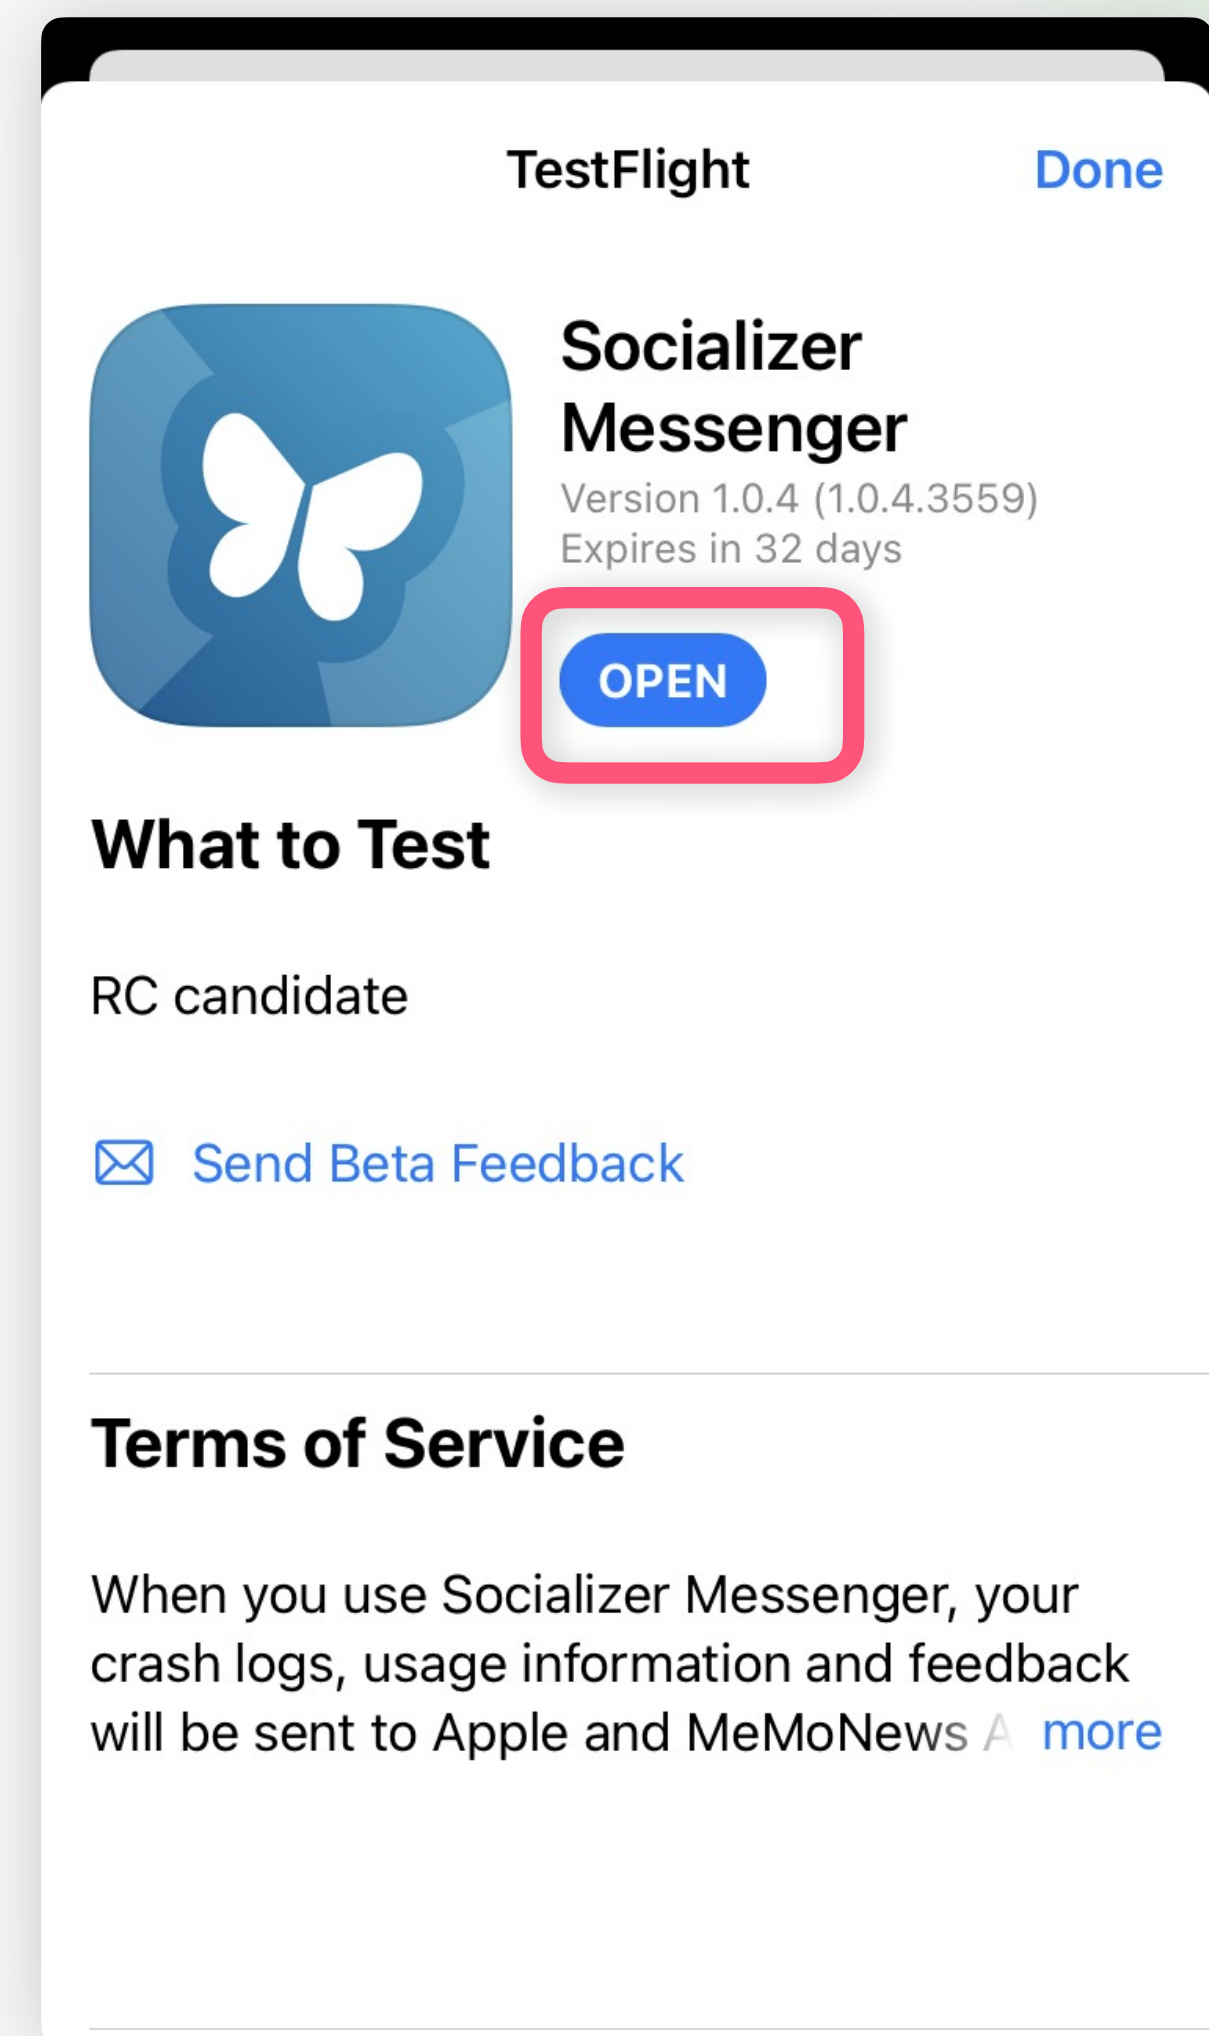 TestFlight
Done
Socializer
Messenger
Version 1.0.4 (1.0.4.3559)
Expires in 32 days
OPEN
What to Test
RC candidate
Send Beta Feedback
Terms of Service
When you use Socializer Messenger, your
crash logs, usage information and feedback
will be sent to Apple and MeMoNews A more